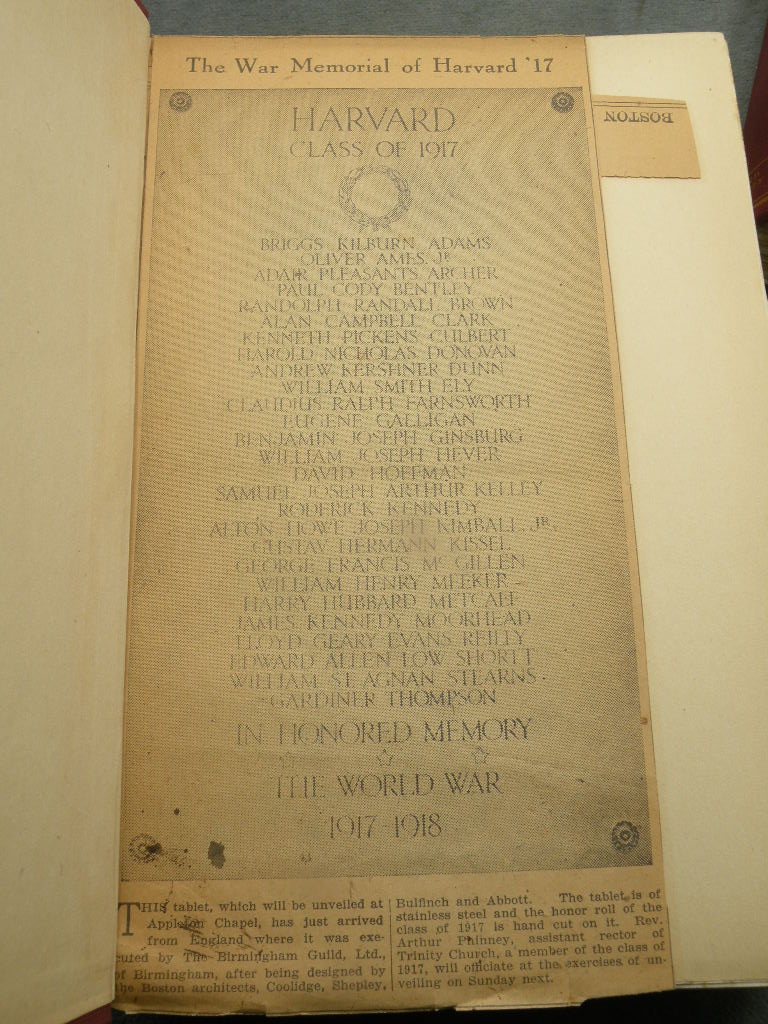 The War Memorial of Harvard '17
HARVARD
CLASS OF 1917
BRIGGS KILBURN ADAMS
OLIVER AMES, JR.
ADAIR PLEASANTS ARCHER
PAUL CODY BENTLEY
RANDOLPH RANDALL BROWN
ALAN CAMPBELL CLARK
KENNETH PICKENS CULBERT
HAROLD NICHOLAS DONOVAN
ANDREW KERSHNER DUNN
WILLIAM SMITH ELY
CLAUDIUS RALPH FARNSWORTH
EUGENE GALLIGAN
BENJAMIN JOSEPH GINSBURG
WILLIAM JOSEPH HEVER
DAVID HOFFMAN
SAMUEL JOSEPH ARTHUR KELLEY
RODERICK KENNEDY
ALTON HOWE JOSEPH KIMBALL, JR.
GUSTAV HERMANN KISSEL
GEORGE FRANCIS McGILLEN
WILLIAM HENRY MEEKER
HARRY HUBBARD METCALF
JAMES KENNEDY MOORHEAD
LLOYD GEARY EVANS REILLY
EDWARD ALLEN LOW SHORTT
WILLIAM ST. AGNAN STEARNS
GARDINER THOMPSON
IN HONORED MEMORY
THE WORLD WAR
1917-1918
THIS tablet, which will be unveiled at
Appleton Chapel, has just arrived
from England where it was exe-
cuted by The Birmingham Guild, Ltd.,
of Birmingham, after being designed by
the Boston architects, Coolidge, Shepley,
Bulfinch and Abbott. The tablet is of
stainless steel and the honor roll of the
class of 1917 is hand cut on it. Rev.
Arthur Phinney, assistant rector of
Trinity Church, a member of the class of
1917, will officiate at the exercises of un-
veiling on Sunday next.
BOSTON